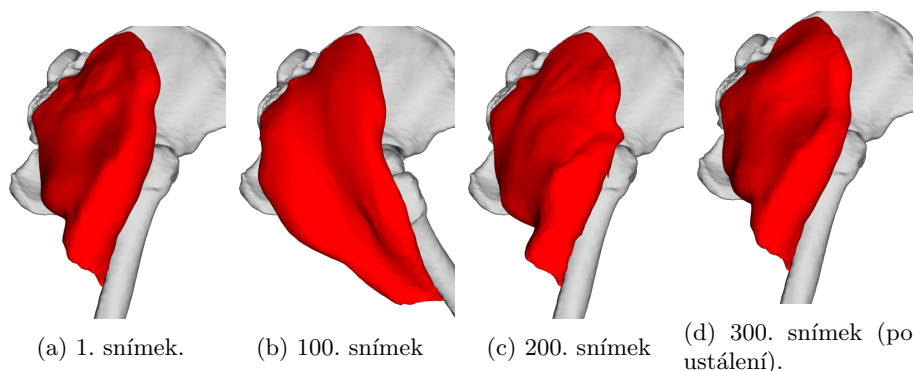 (a) 1. snímek.
(b) 100. snímek
(c) 200. snímek
(d) 300. snímek (po
ustálení).